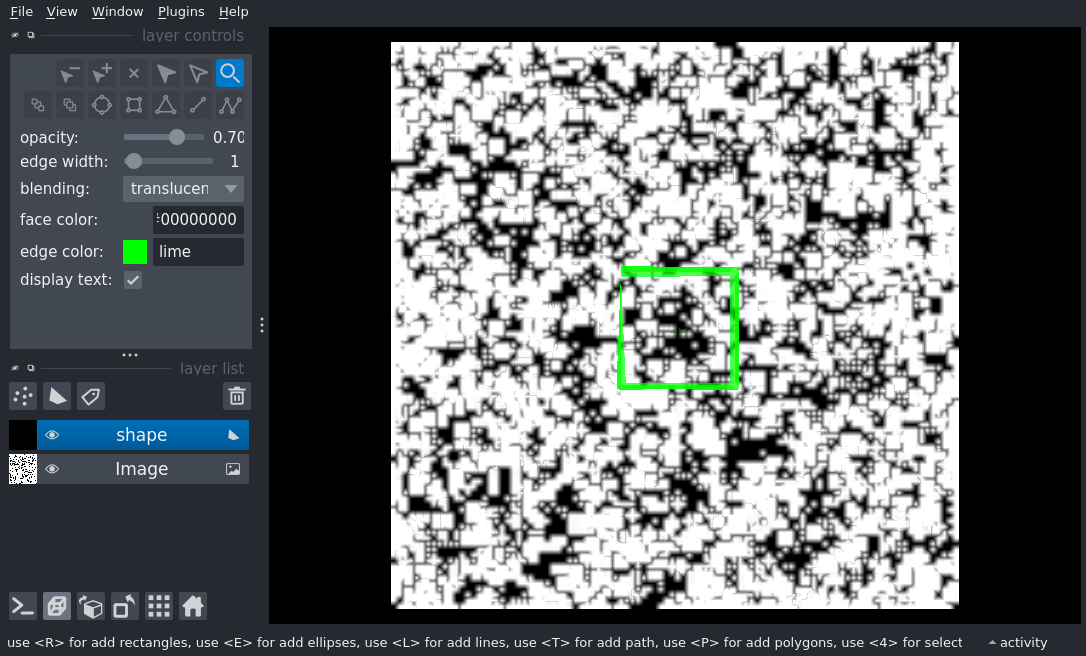 File View Window Plugins Help
layer controls
opacity: 0.70
edge width: 1
blending: translucen
face color: 00000000
edge color: lime
display text:
layer list
shape
Image
use <R> for add rectangles, use <E> for add ellipses, use <L> for add lines, use <T> for add path, use <P> for add polygons, use <4> for select
activity